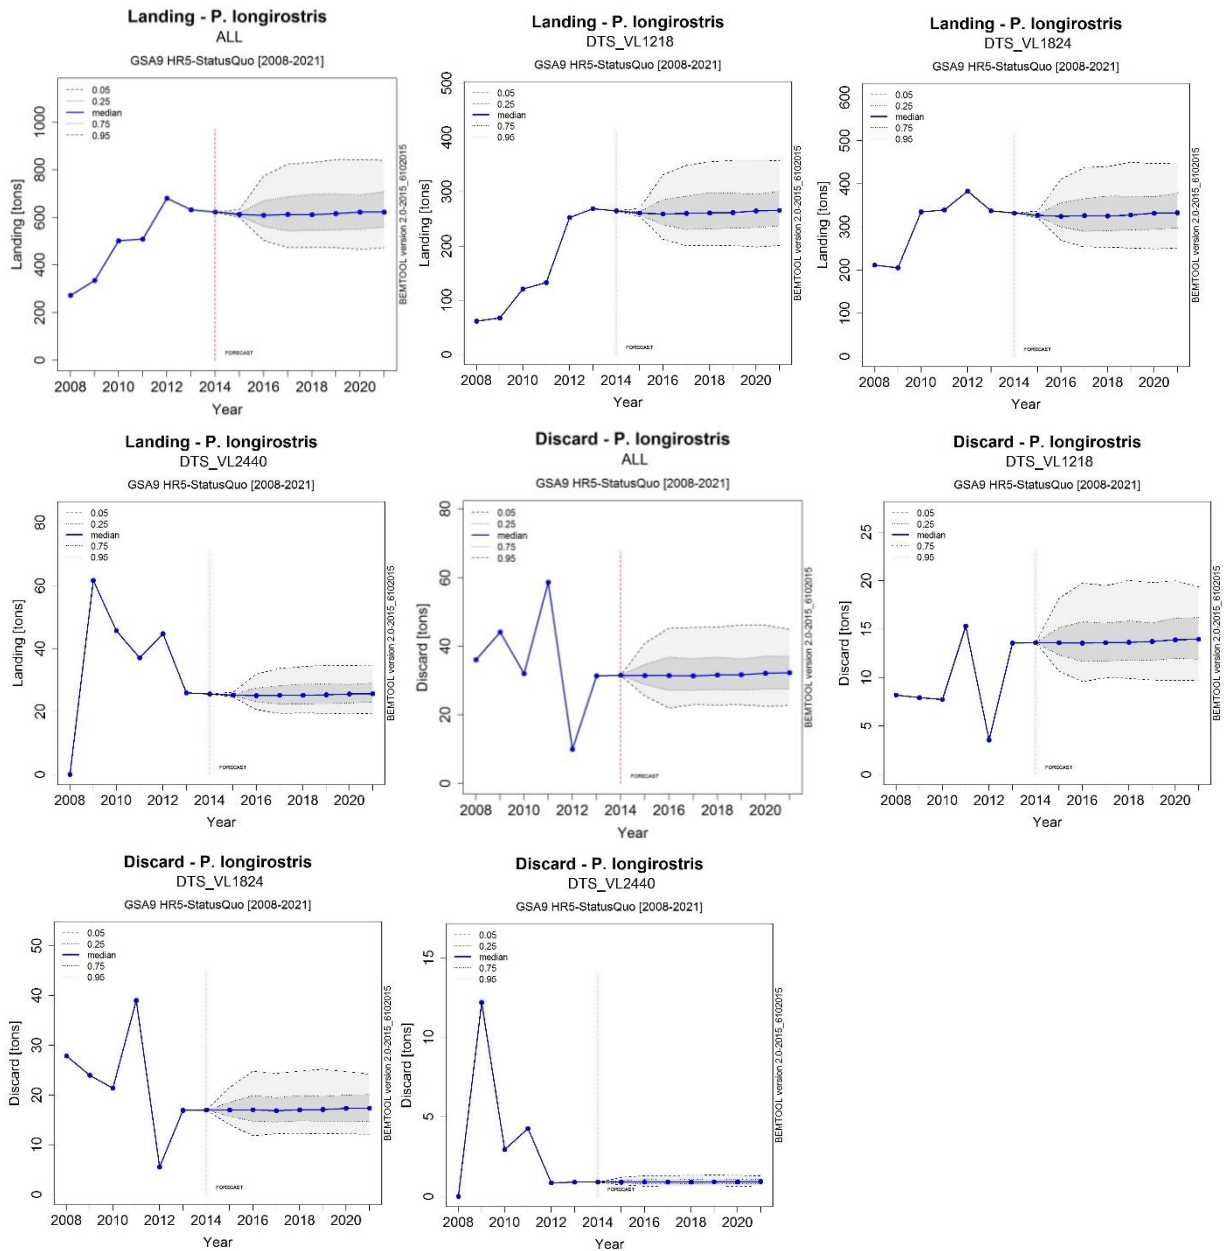 Landing - P. longirostris
ALL
GSA9 HR5-StatusQuo [2008-2021]
0.05
0.25
median
0.75
0.95
Landing [tons]
0
200
400
600
800
1000
FORECAST
2008
2010
2012
2014
2016
2018
2020
Year
BEMTOOL version 2.0-2015_6102015
Landing - P. longirostris
DTS_VL1218
GSA9 HR5-StatusQuo [2008-2021]
0.05
0.25
median
0.75
0.95
Landing [tons]
0
100
200
300
400
500
FORECAST
2008
2010
2012
2014
2016
2018
2020
Year
BEMTOOL version 2.0-2015_6102015
Landing - P. longirostris
DTS_VL1824
GSA9 HR5-StatusQuo [2008-2021]
0.05
0.25
median
0.75
0.95
Landing [tons]
0
100
200
300
400
500
600
FORECAST
2008
2010
2012
2014
2016
2018
2020
Year
BEMTOOL version 2.0-2015_6102015
Landing - P. longirostris
DTS_VL2440
GSA9 HR5-StatusQuo [2008-2021]
0.05
0.25
median
0.75
0.95
Landing [tons]
0
20
40
60
80
FORECAST
2008
2010
2012
2014
2016
2018
2020
Year
BEMTOOL version 2.0-2015_6102015
Discard - P. longirostris
ALL
GSA9 HR5-StatusQuo [2008-2021]
0.05
0.25
median
0.75
0.95
Discard [tons]
0
20
40
60
80
FORECAST
2008
2010
2012
2014
2016
2018
2020
Year
BEMTOOL version 2.0-2015_6102015
Discard - P. longirostris
DTS_VL1218
GSA9 HR5-StatusQuo [2008-2021]
0.05
0.25
median
0.75
0.95
Discard [tons]
0
5
10
15
20
25
FORECAST
2008
2010
2012
2014
2016
2018
2020
Year
BEMTOOL version 2.0-2015_6102015
Discard - P. longirostris
DTS_VL1824
GSA9 HR5-StatusQuo [2008-2021]
0.05
0.25
median
0.75
0.95
Discard [tons]
0
10
20
30
40
50
FORECAST
2008
2010
2012
2014
2016
2018
2020
Year
BEMTOOL version 2.0-2015_6102015
Discard - P. longirostris
DTS_VL2440
GSA9 HR5-StatusQuo [2008-2021]
0.05
0.25
median
0.75
0.95
Discard [tons]
0
5
10
15
FORECAST
2008
2010
2012
2014
2016
2018
2020
Year
BEMTOOL version 2.0-2015_6102015